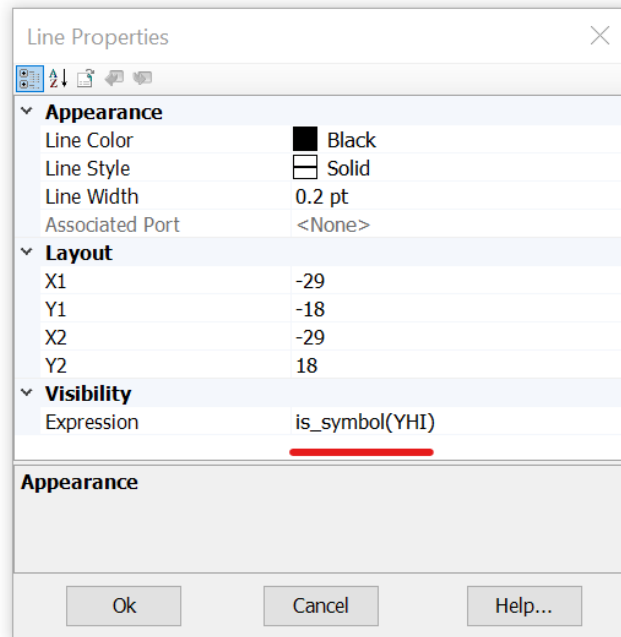 Line Properties
Appearance
Line Color Black
Line Style Solid
Line Width 0.2 pt
Associated Port <None>
Layout
X1 -29
Y1 -18
X2 -29
Y2 18
Visibility
Expression is_symbol(YHI)
Appearance
Ok Cancel Help...